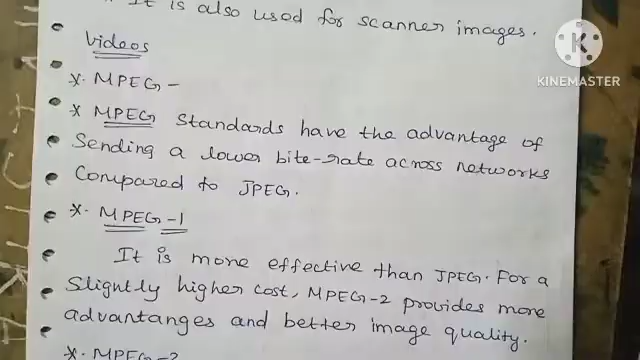 It is also used for scanner images.
Videos
* MPEG -
* MPEG Standards have the advantage of
Sending a lower bite-rate across networks
Compared to JPEG.
* MPEG-1
It is more effective than JPEG. For a
Slightly higher cost, MPEG-2 provides more
advantanges and better image quality.
* MPEG-2
KINEMASTER